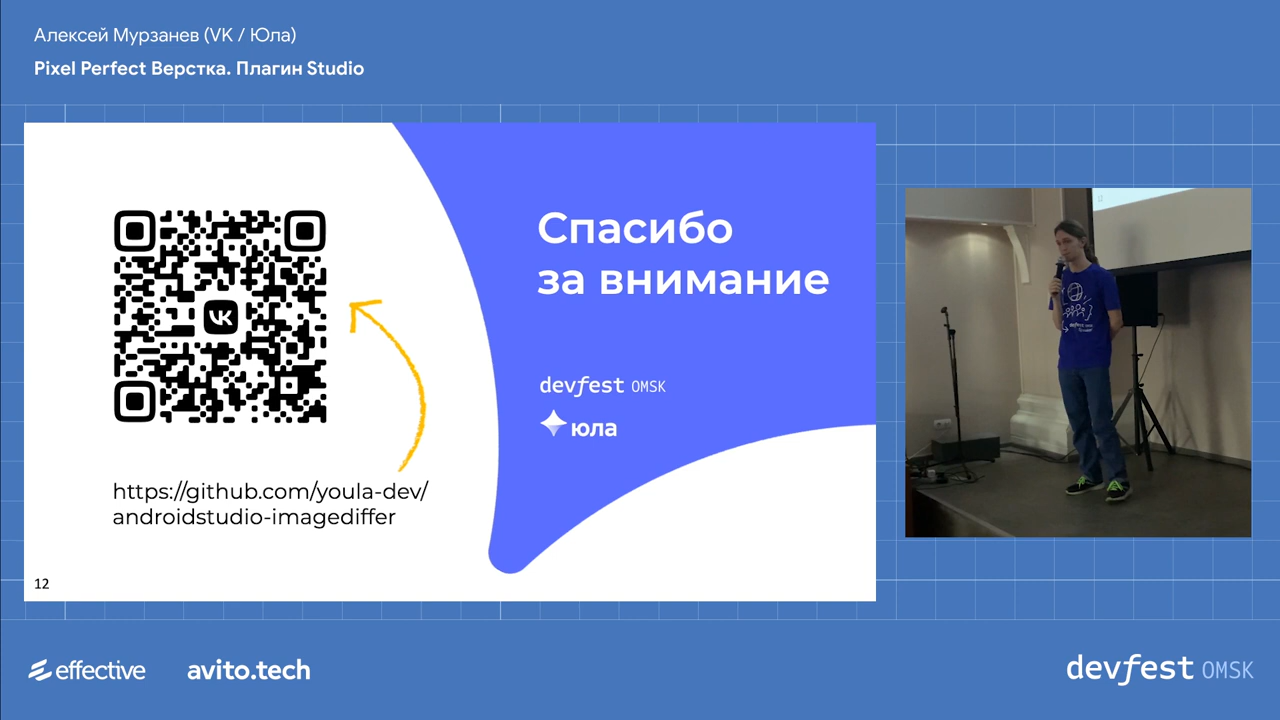 Алексей Мурзанев (VK / Юла)
Pixel Perfect Верстка. Плагин Studio
Спасибо
за внимание
devfest OMSK
юла
https://github.com/youla-dev/
androidstudio-imagediffer
12
effective
avito.tech
devfest OMSK